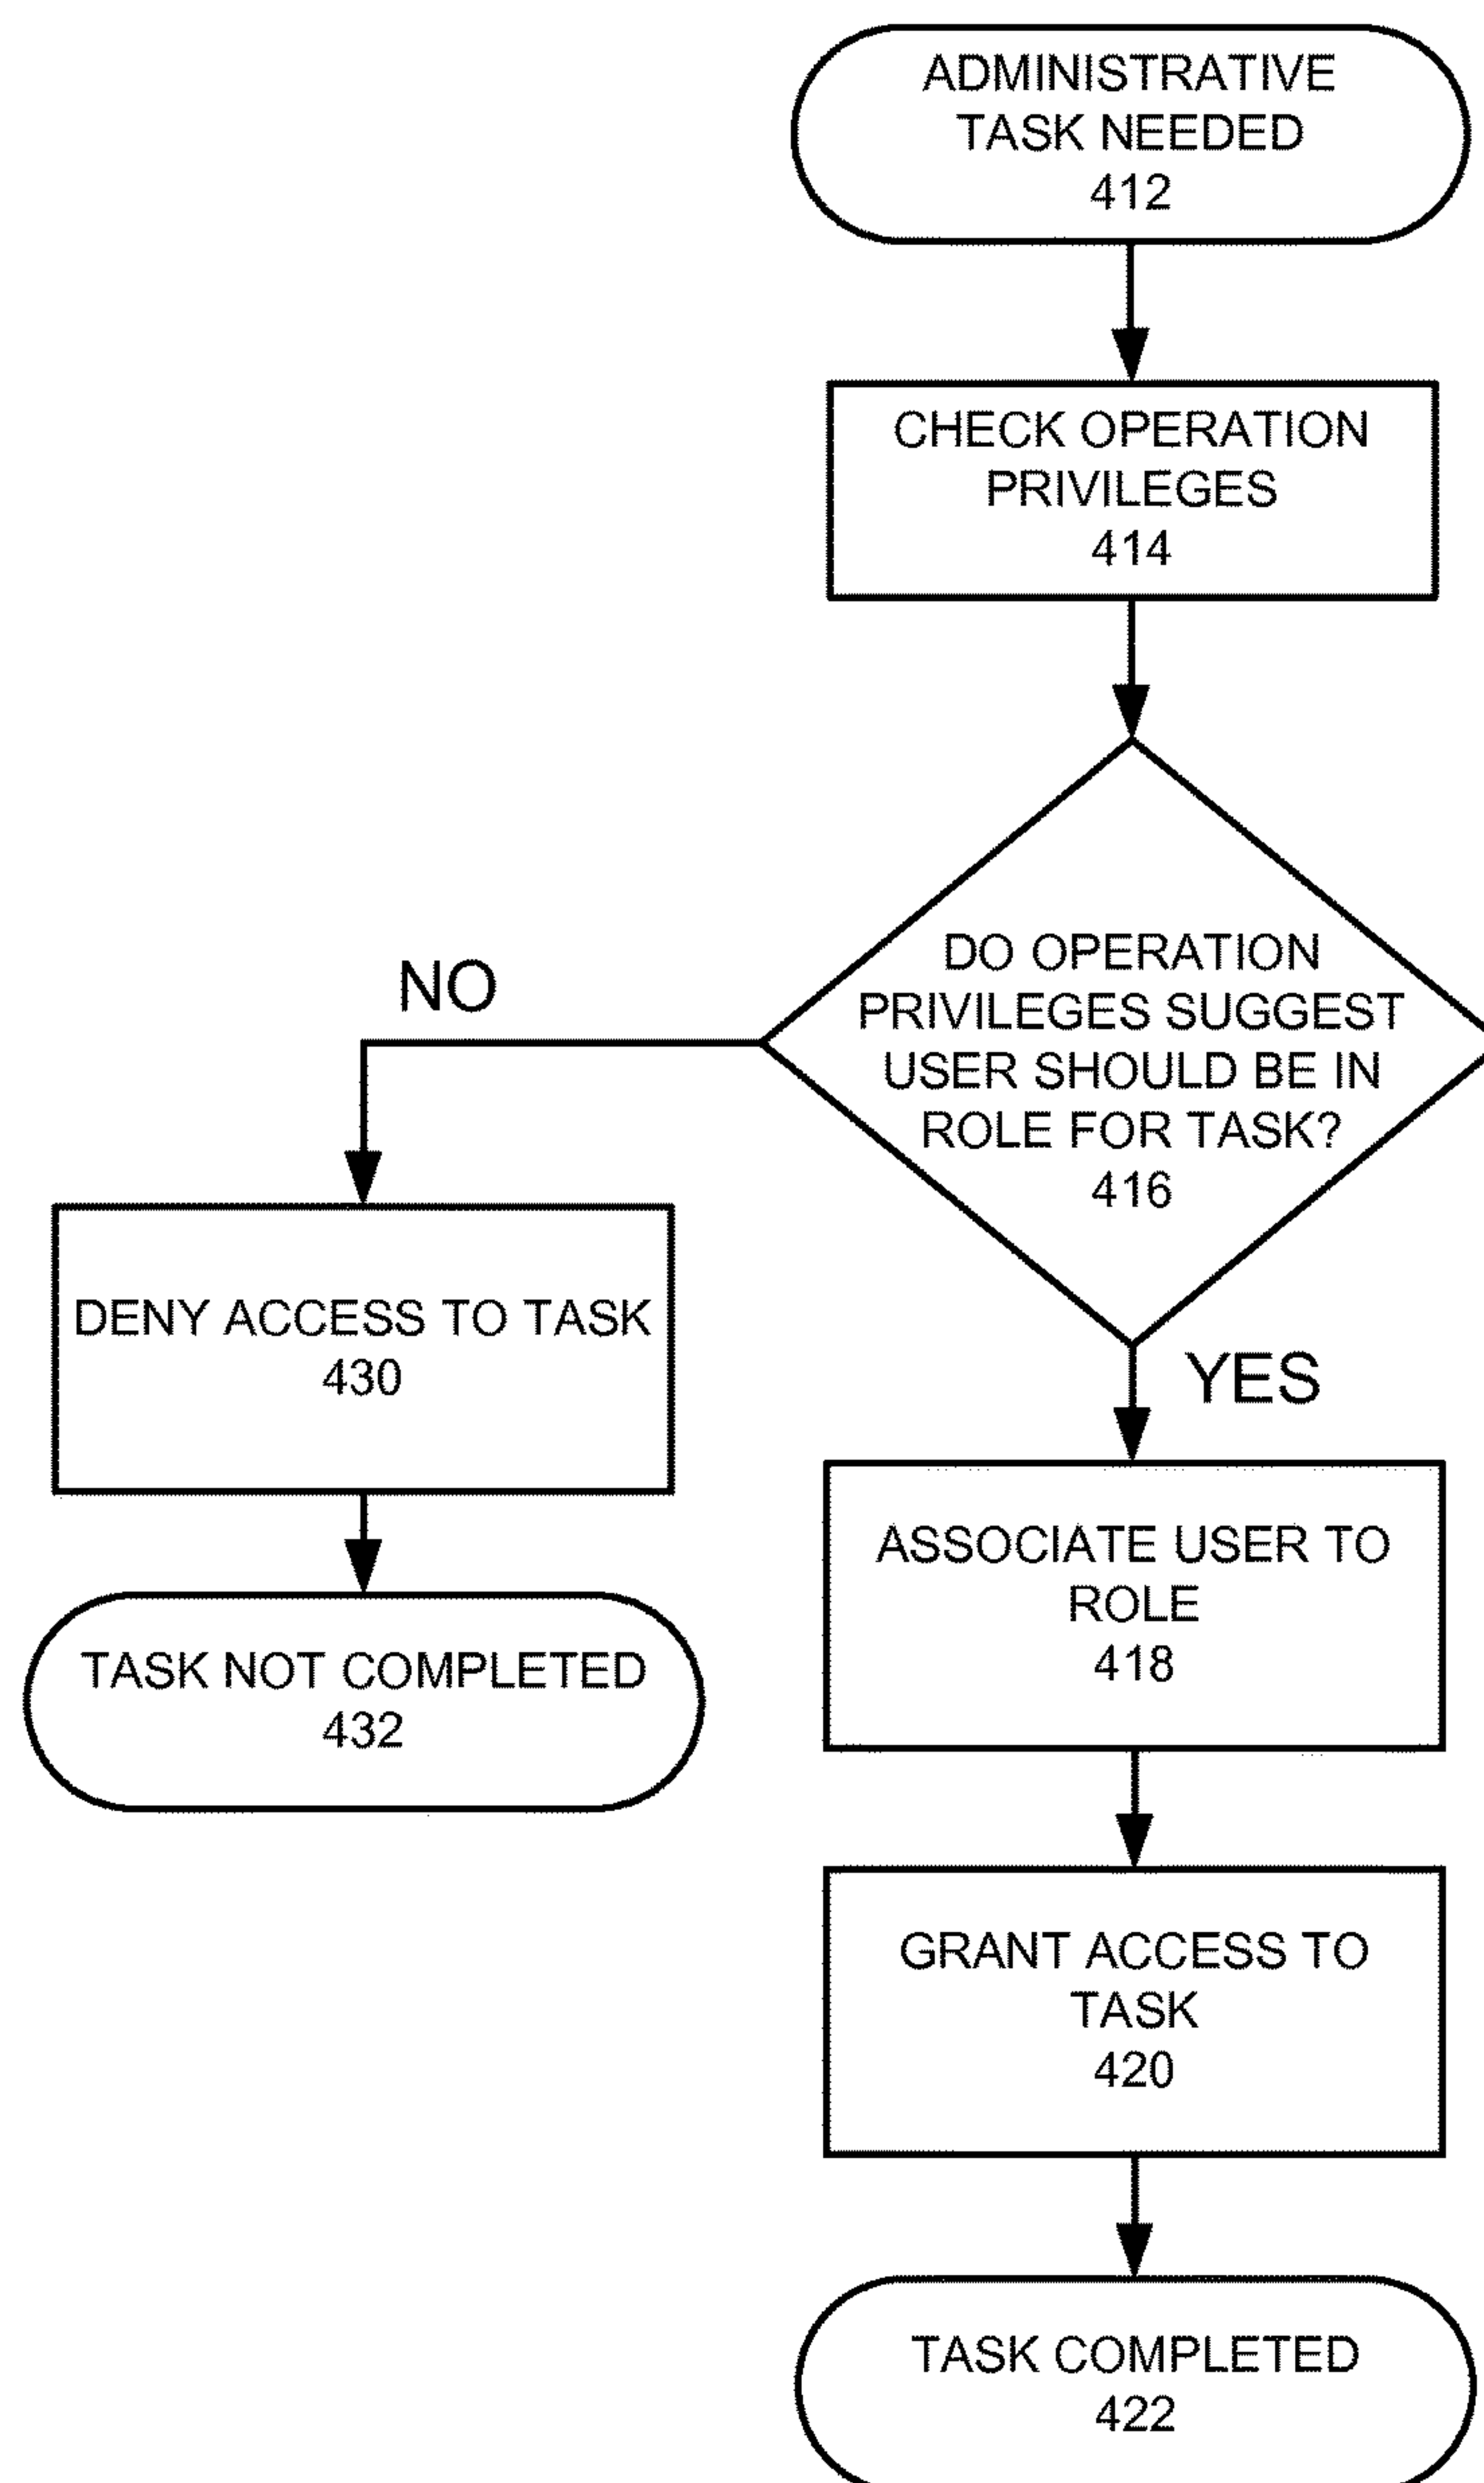 ADMINISTRATIVE
TASK NEEDED
412
CHECK OPERATION
PRIVILEGES
414
DO OPERATION
PRIVILEGES SUGGEST
USER SHOULD BE IN
ROLE FOR TASK?
416
NO
DENY ACCESS TO TASK
430
TASK NOT COMPLETED
432
YES
ASSOCIATE USER TO
ROLE
418
GRANT ACCESS TO
TASK
420
TASK COMPLETED
422